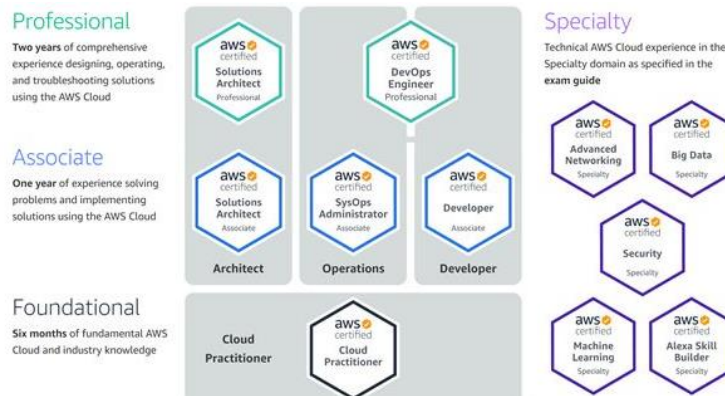 Professional
Two years of comprehensive
experience designing, operating,
and troubleshooting solutions
using the AWS Cloud
aws
certified
Solutions
Architect
Professional
aws
certified
DevOps
Engineer
Professional
Associate
One year of experience solving
problems and implementing
solutions using the AWS Cloud
aws
certified
Solutions
Architect
Associate
aws
certified
SysOps
Administrator
Associate
aws
certified
Developer
Associate
Architect
Operations
Developer
Foundational
Six months of fundamental AWS
Cloud and industry knowledge
Cloud
Practitioner
aws
certified
Cloud
Practitioner
Specialty
Technical AWS Cloud experience in the
Specialty domain as specified in the
exam guide
aws
certified
Advanced
Networking
Specialty
aws
certified
Big Data
Specialty
aws
certified
Security
Specialty
aws
certified
Machine
Learning
Specialty
aws
certified
Alexa Skill
Builder
Specialty